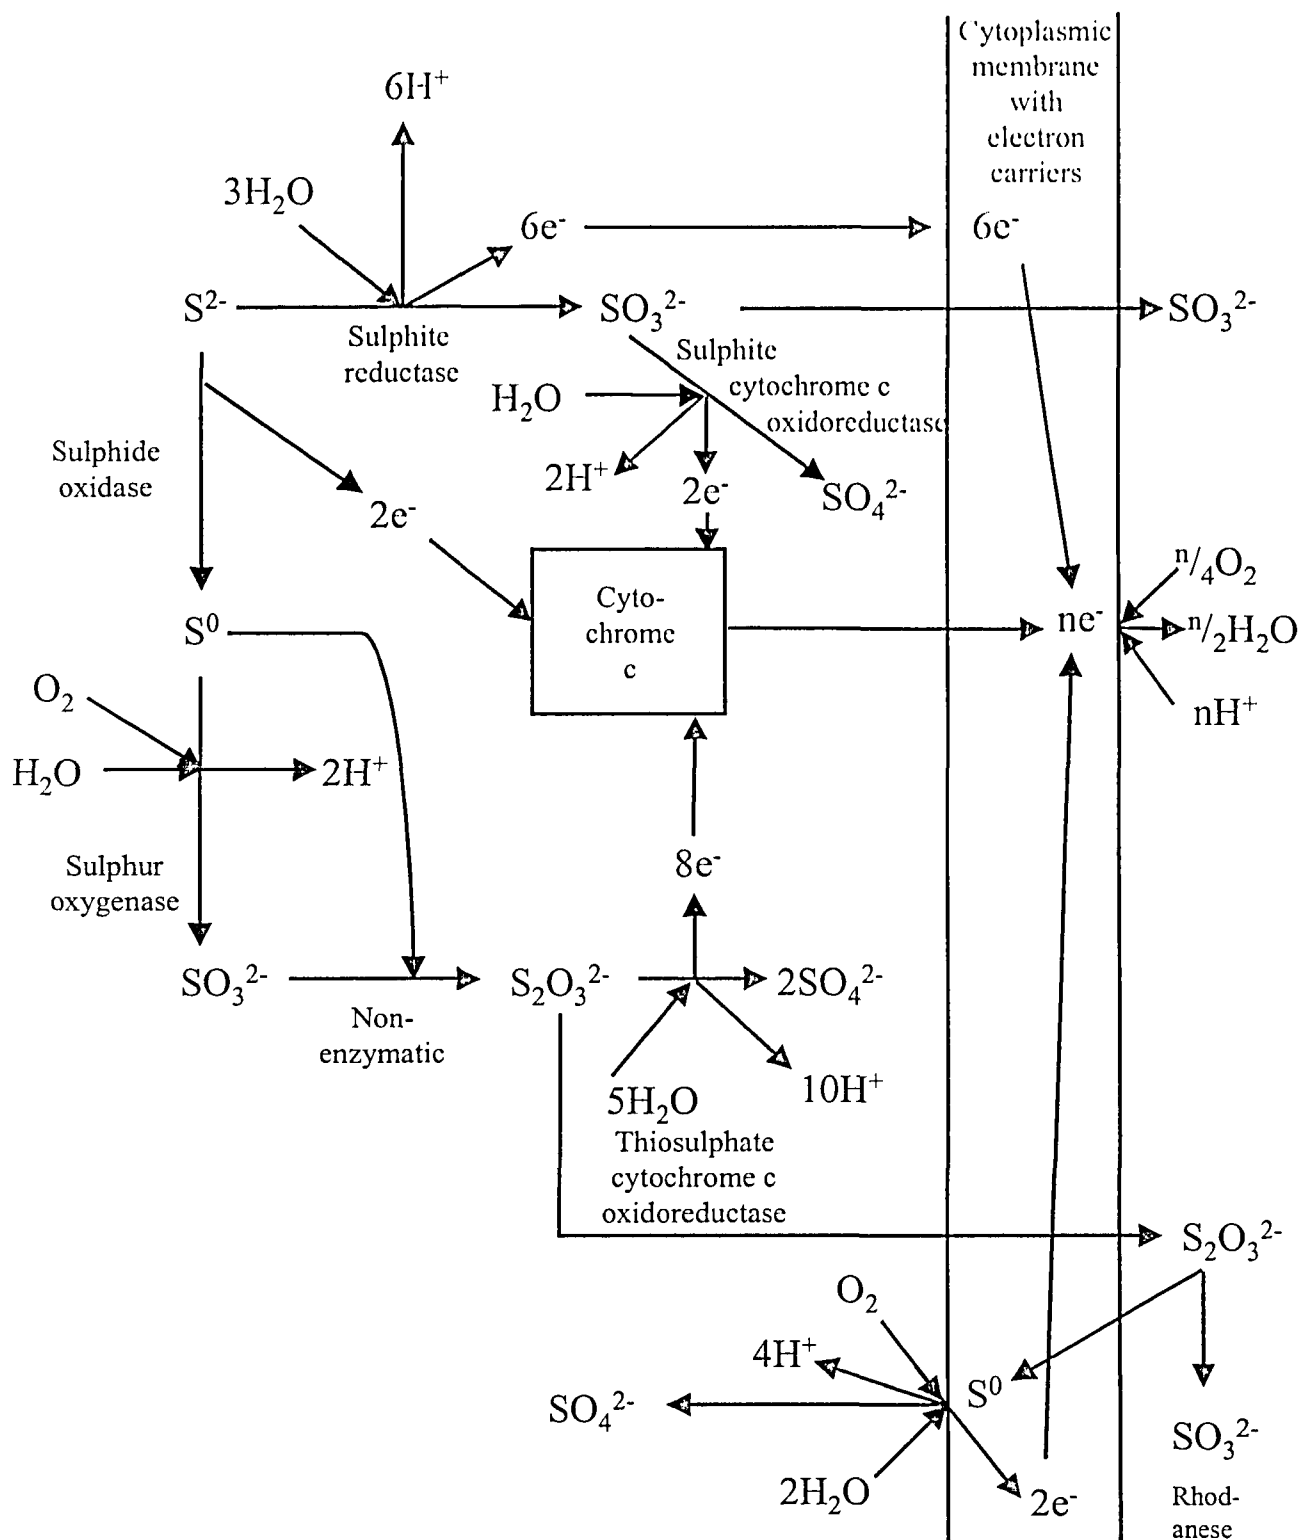 Cytoplasmic
membrane
with
electron
carriers
6H⁺
3H₂O
6e⁻
6e⁻
S²⁻
SO₃²⁻
SO₃²⁻
Sulphite
reductase
Sulphite
cytochrome c
oxidoreductase
H₂O
2H⁺
2e⁻
SO₄²⁻
Sulphide
oxidase
2e⁻
Cyto-
chrome
c
ne⁻
ⁿ/₄O₂
ⁿ/₂H₂O
nH⁺
S⁰
O₂
H₂O
2H⁺
8e⁻
Sulphur
oxygenase
SO₃²⁻
S₂O₃²⁻
2SO₄²⁻
Non-
enzymatic
5H₂O
10H⁺
Thiosulphate
cytochrome c
oxidoreductase
S₂O₃²⁻
O₂
4H⁺
SO₄²⁻
S⁰
SO₃²⁻
2H₂O
2e⁻
Rhod-
anese